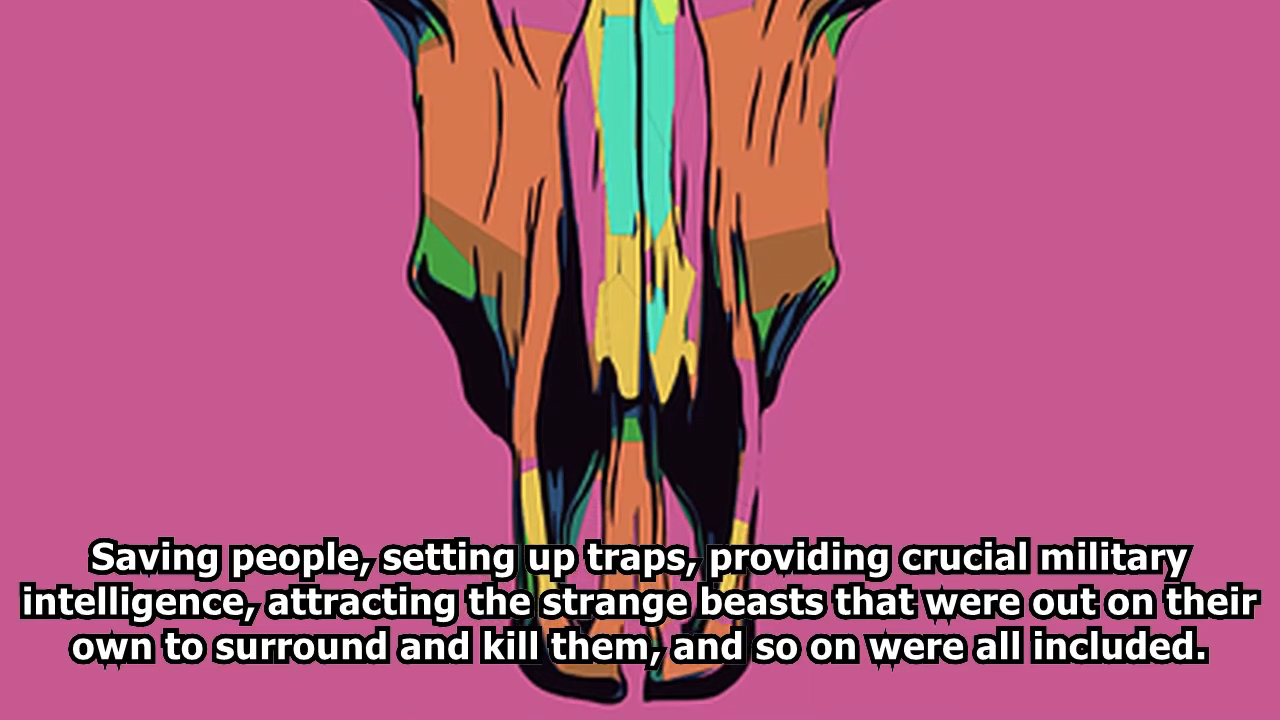 Saving people, setting up traps, providing crucial military
intelligence, attracting the strange beasts that were out on their
own to surround and kill them, and so on were all included.